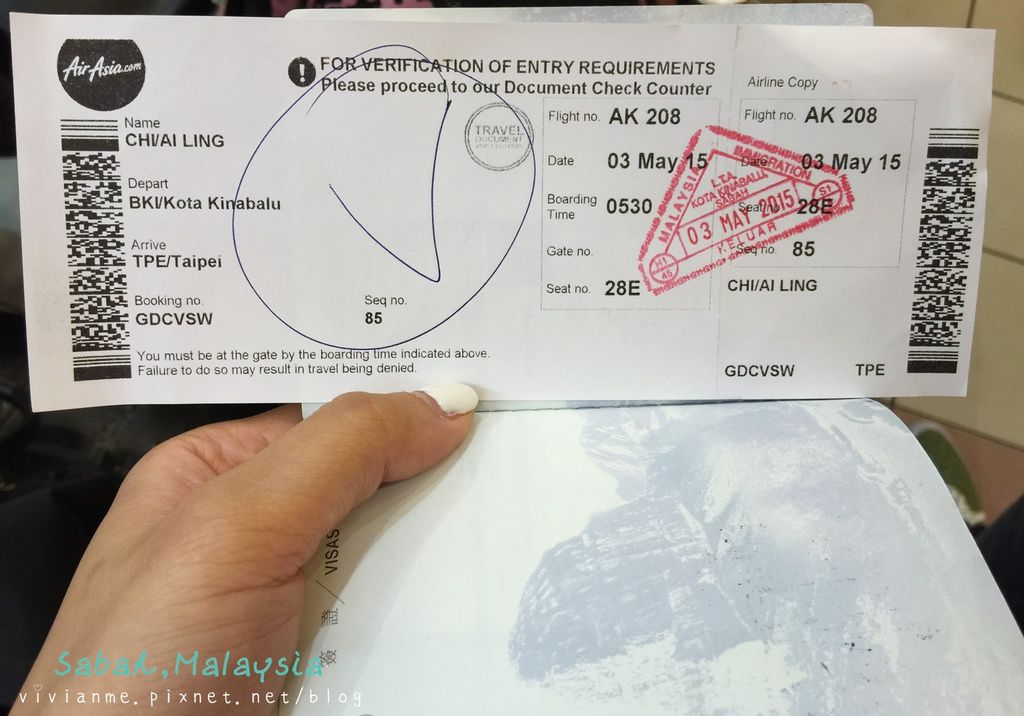 AirAsia.com
! FOR VERIFICATION OF ENTRY REQUIREMENTS
Please proceed to our Document Check Counter
Name
CHI/AI LING
Depart
BKI/Kota Kinabalu
Arrive
TPE/Taipei
Booking no.
GDCVSW
Seq no.
85
You must be at the gate by the boarding time indicated above.
Failure to do so may result in travel being denied.
TRAVEL
DOCUMENT
Flight no. AK 208
Date 03 May 15
Boarding Time 0530
Gate no.
Seat no. 28E
Airline Copy
Flight no. AK 208
Date 03 May 15
Seat no. 28E
Seq no. 85
CHI/AI LING
GDCVSW TPE
MALAYSIA
IMMIGRATION
L.T.A.
KOTA KINABALU
SABAH
03 MAY 2015
KELUAR
S1
H1
45
簽證 / VISAS
Sabah,Malaysia
vivianme.pixnet.net/blog